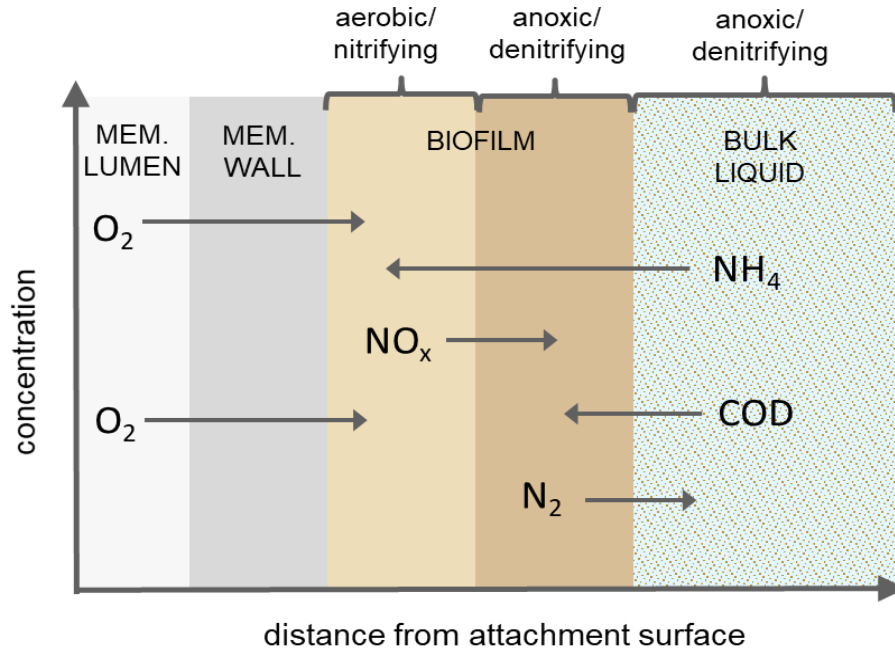 aerobic/
nitrifying
anoxic/
denitrifying
anoxic/
denitrifying
MEM.
LUMEN
MEM.
WALL
BIOFILM
BULK
LIQUID
O₂
NH₄
NOₓ
O₂
COD
N₂
concentration
distance from attachment surface